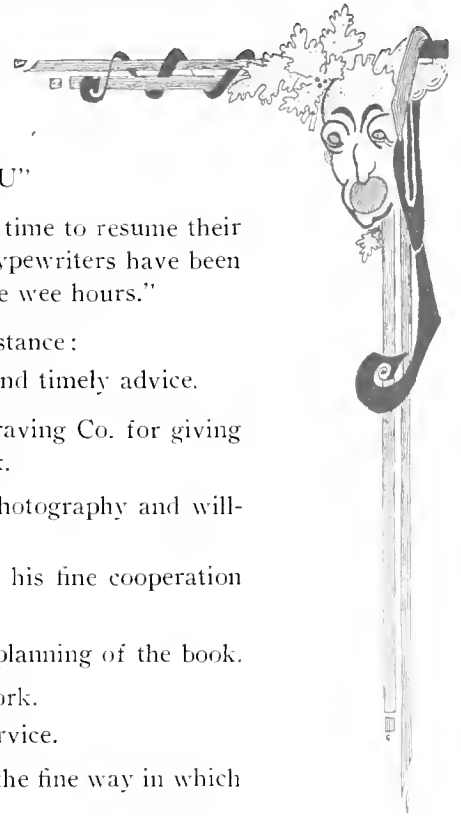 U”
time to resume their
ypewriters have been
e wee hours.”
stance:
nd timely advice.
raving Co. for giving
k.
hotography and will-
his fine cooperation
planning of the book.
ork.
rvice.
the fine way in which